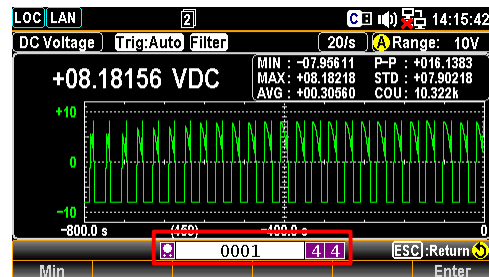 LOC LAN 2 C 14:15:42
DC Voltage Trig:Auto Filter 20/s A Range: 10V
+08.18156 VDC
MIN : -07.95611 P-P : +016.1383
MAX: +08.18218 STD : +07.90218
AVG : +00.30560 COU : 10.322k
+10
0
-10
-800.0 s (459) -400.0 s 0
0001 4 4 ESC:Return
Min Enter